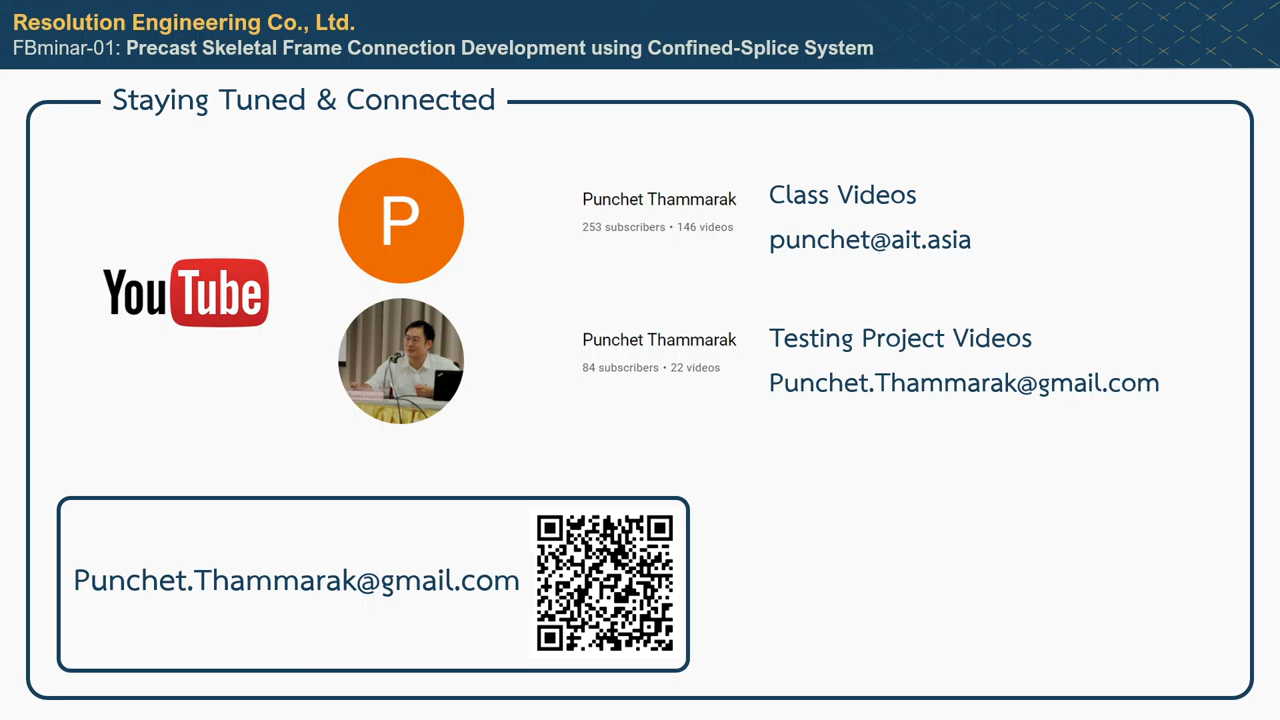 Resolution Engineering Co., Ltd.
FBminar-01: Precast Skeletal Frame Connection Development using Confined-Splice System
Staying Tuned & Connected
YouTube
P
Punchet Thammarak
253 subscribers • 146 videos
Class Videos
punchet@ait.asia
Punchet Thammarak
84 subscribers • 22 videos
Testing Project Videos
Punchet.Thammarak@gmail.com
Punchet.Thammarak@gmail.com